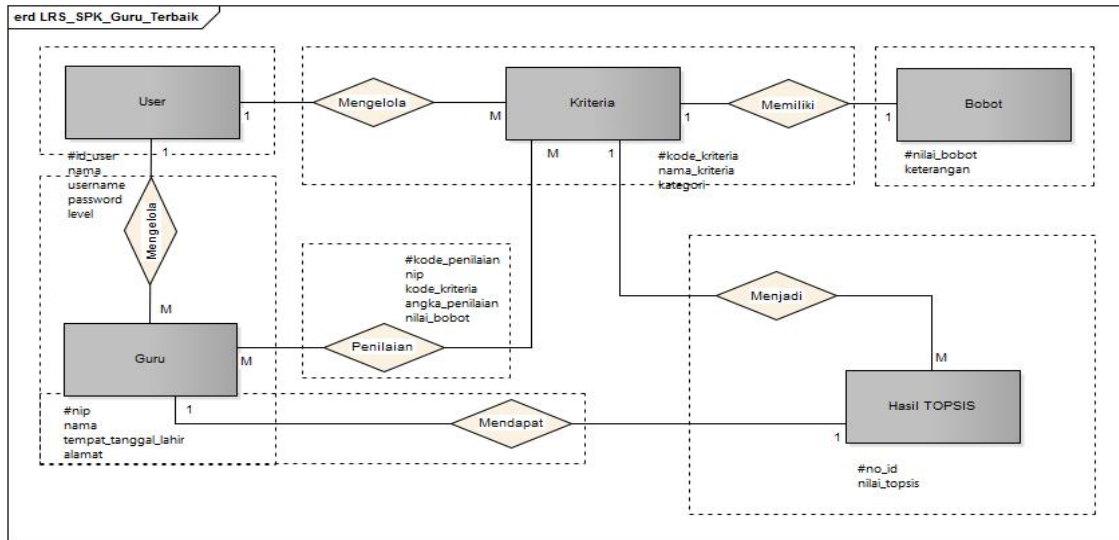 erd LRS_SPK_Guru_Terbaik
User
1
Mengelola
M
Kriteria
1
Memiliki
1
Bobot
#id_user
nama
username
password
level
1
M
1
#kode_kriteria
nama_kriteria
kategori
#nilai_bobot
keterangan
Mengelola
M
#kode_penilaian
nip
kode_kriteria
angka_penilaian
nilai_bobot
Menjadi
Guru
M
Penilaian
M
Hasil TOPSIS
#nip
nama
tempat_tanggal_lahir
alamat
1
Mendapat
1
#no_id
nilai_topsis